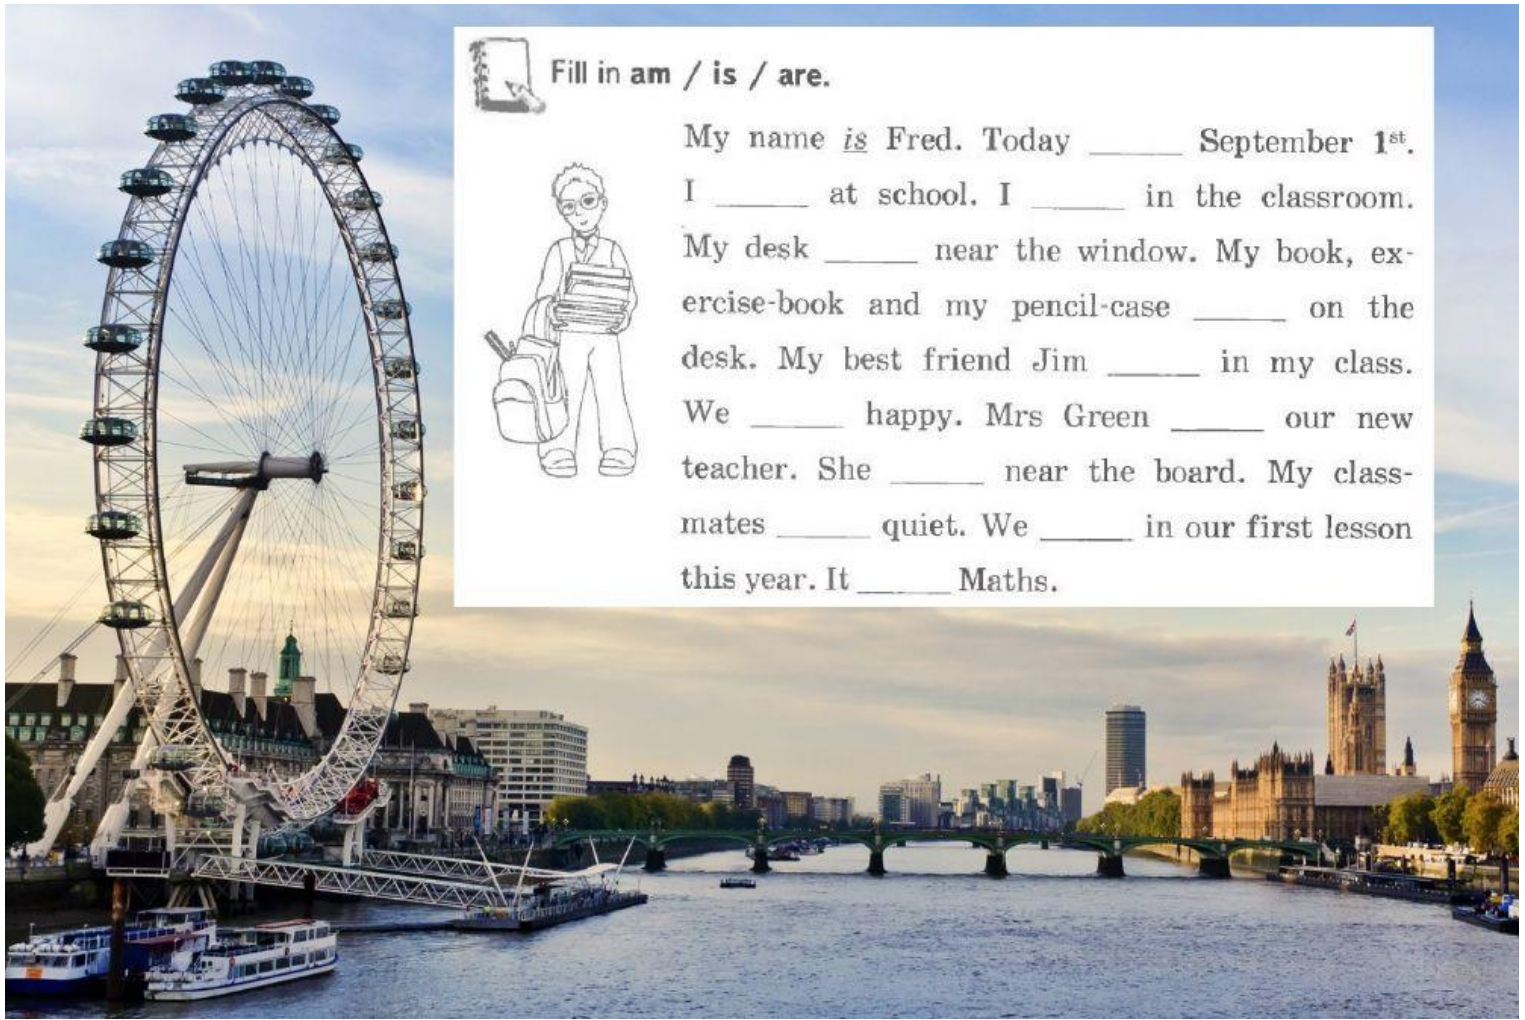 Fill in am / is / are.
My name is Fred. Today ______ September 1st.
I ______ at school. I ______ in the classroom.
My desk ______ near the window. My book, ex-
ercise-book and my pencil-case ______ on the
desk. My best friend Jim ______ in my class.
We ______ happy. Mrs Green ______ our new
teacher. She ______ near the board. My class-
mates ______ quiet. We ______ in our first lesson
this year. It ______ Maths.